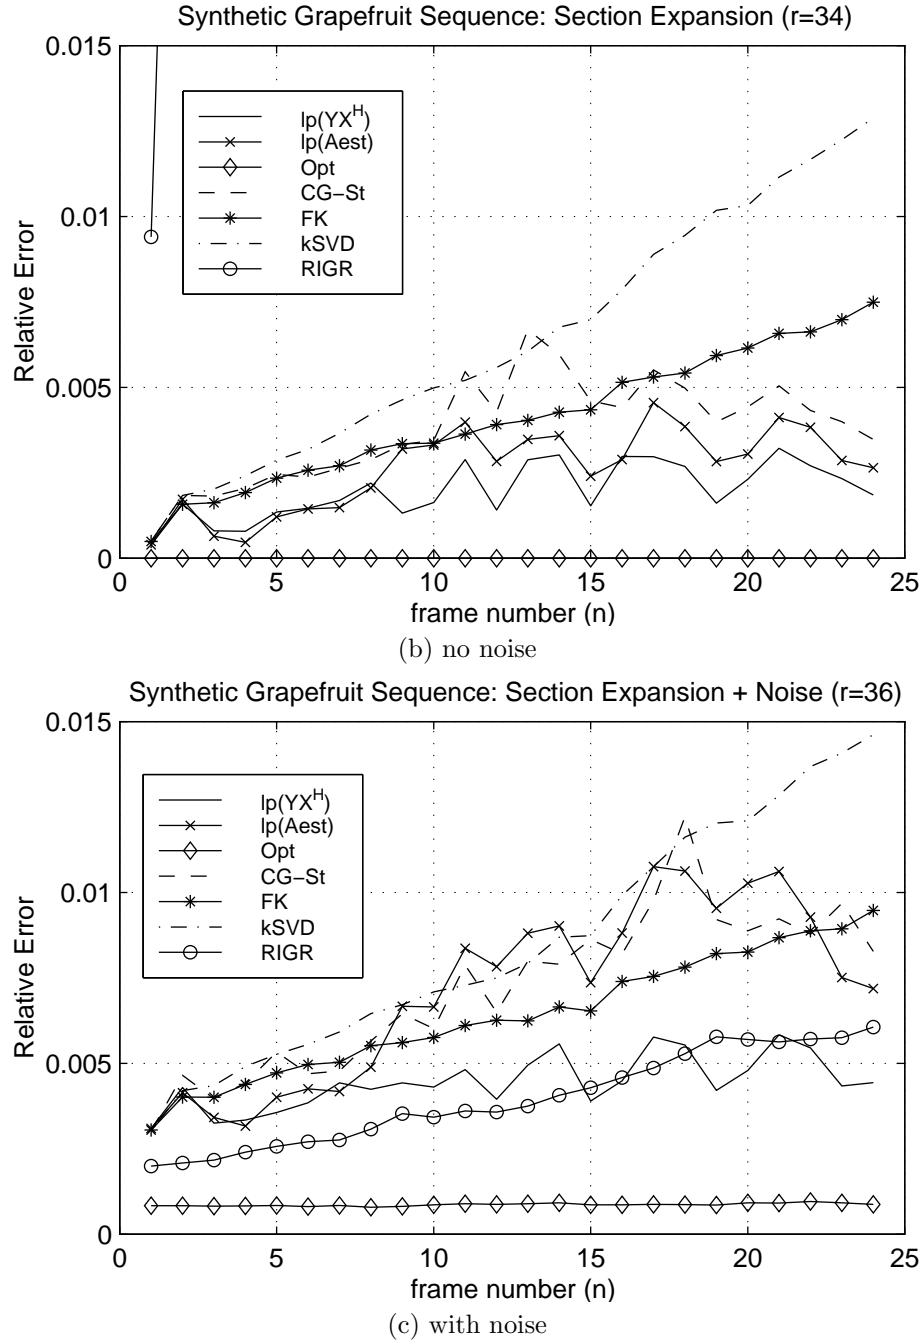 Synthetic Grapefruit Sequence: Section Expansion (r=34)
0.015
0.01
0.005
0
Relative Error
lp(YX^H)
lp(Aest)
Opt
CG−St
FK
kSVD
RIGR
0 5 10 15 20 25
frame number (n)
(b) no noise
Synthetic Grapefruit Sequence: Section Expansion + Noise (r=36)
0.015
0.01
0.005
0
Relative Error
lp(YX^H)
lp(Aest)
Opt
CG−St
FK
kSVD
RIGR
0 5 10 15 20 25
frame number (n)
(c) with noise